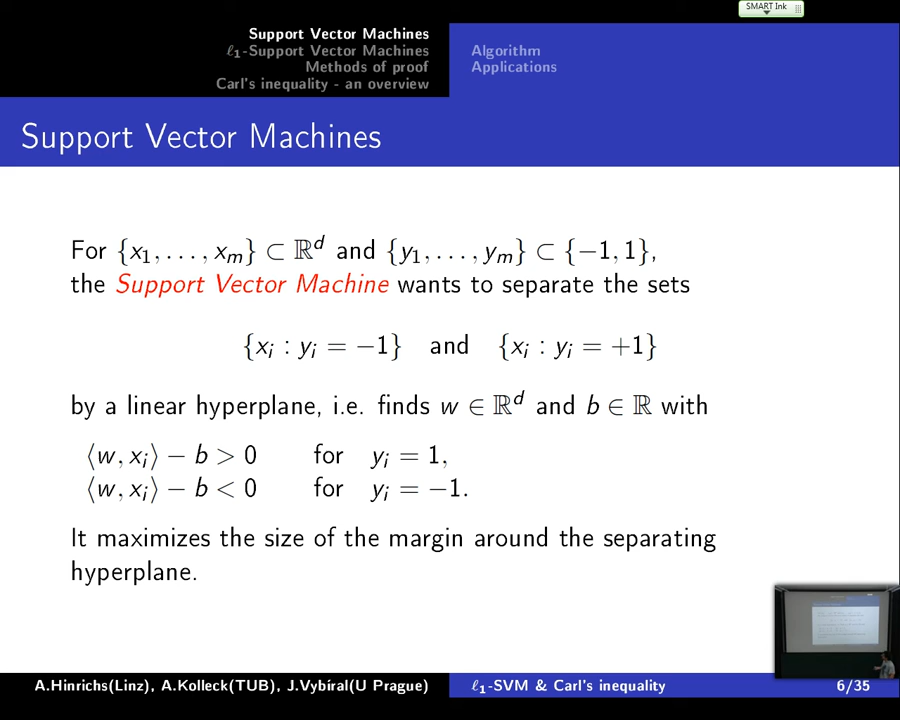 SMART Ink
Support Vector Machines
ℓ1-Support Vector Machines
Methods of proof
Carl's inequality - an overview
Algorithm
Applications
Support Vector Machines
For {x₁, . . . , xₘ} ⊂ ℝᵈ and {y₁, . . . , yₘ} ⊂ {−1, 1},
the Support Vector Machine wants to separate the sets
{xᵢ : yᵢ = −1} and {xᵢ : yᵢ = +1}
by a linear hyperplane, i.e. finds w ∈ ℝᵈ and b ∈ ℝ with
⟨w, xᵢ⟩ − b > 0 for yᵢ = 1,
⟨w, xᵢ⟩ − b < 0 for yᵢ = −1.
It maximizes the size of the margin around the separating
hyperplane.
A.Hinrichs(Linz), A.Kolleck(TUB), J.Vybíral(U Prague)
ℓ1-SVM & Carl's inequality
6/35